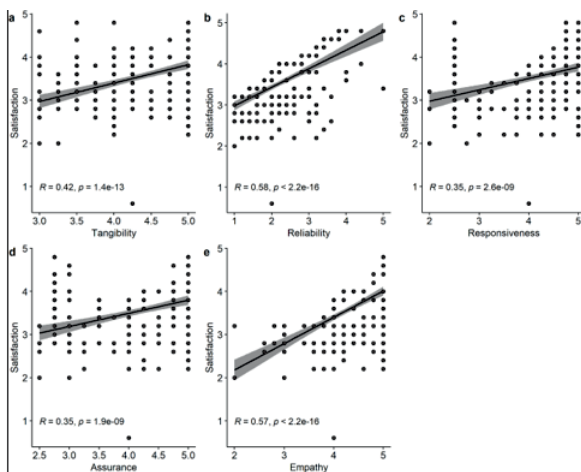 a
5
4
3
2
1
Satisfaction
R = 0.42, p = 1.4e-13
3.0 3.5 4.0 4.5 5.0
Tangibility
b
5
4
3
2
1
Satisfaction
R = 0.58, p < 2.2e-16
1 2 3 4 5
Reliability
c
5
4
3
2
1
Satisfaction
R = 0.35, p = 2.6e-09
2 3 4 5
Responsiveness
d
5
4
3
2
1
Satisfaction
R = 0.35, p = 1.9e-09
2.5 3.0 3.5 4.0 4.5 5.0
Assurance
e
5
4
3
2
1
Satisfaction
R = 0.57, p < 2.2e-16
2 3 4 5
Empathy